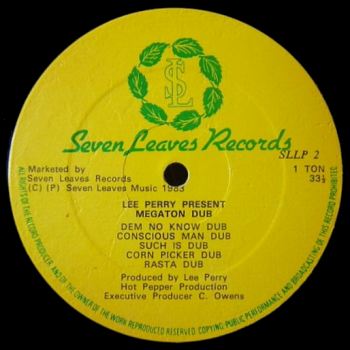 SL
Seven Leaves Records
SLLP 2
Marketed by
Seven Leaves Records
(C) (P) Seven Leaves Music 1983
1 TON
33⅓
LEE PERRY PRESENT
MEGATON DUB
DEM NO KNOW DUB
CONSCIOUS MAN DUB
SUCH IS DUB
CORN PICKER DUB
RASTA DUB
Produced by Lee Perry
Hot Pepper Production
Executive Producer C. Owens
ALL RIGHTS OF THE RECORD PRODUCER AND OF THE OWNER OF THE WORK REPRODUCED RESERVED. COPYING, PUBLIC PERFORMANCE AND BROADCASTING OF THIS RECORD PROHIBITED